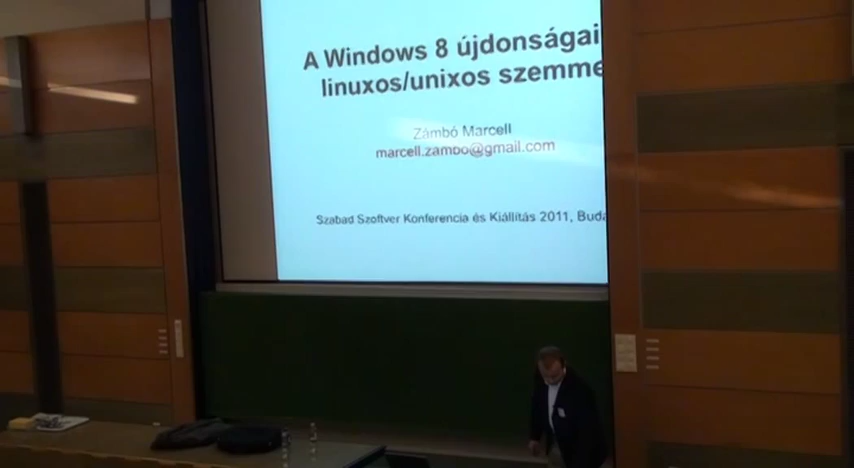 A Windows 8 újdonságai
linuxos/unixos szemme
Zámbó Marcell
marcell.zambo@gmail.com
Szabad Szoftver Konferencia és Kiállítás 2011, Buda